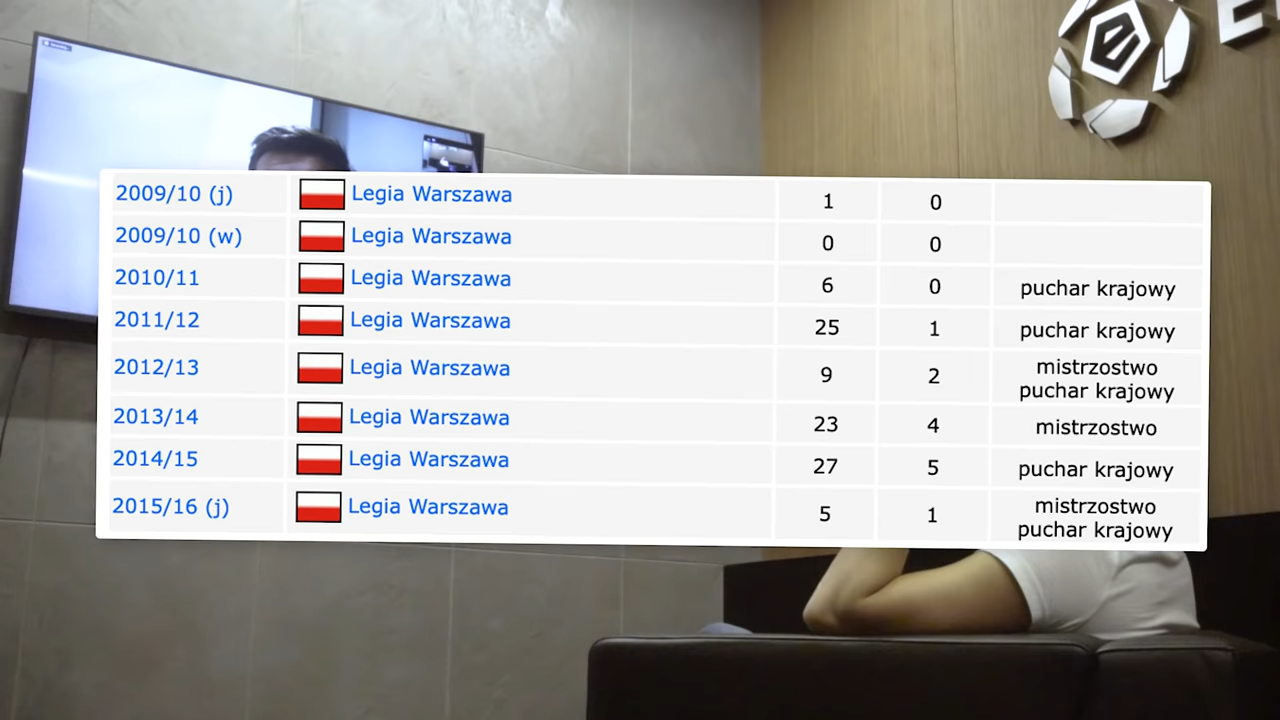 E
2009/10 (j) Legia Warszawa 1 0
2009/10 (w) Legia Warszawa 0 0
2010/11 Legia Warszawa 6 0 puchar krajowy
2011/12 Legia Warszawa 25 1 puchar krajowy
2012/13 Legia Warszawa 9 2 mistrzostwo
puchar krajowy
2013/14 Legia Warszawa 23 4 mistrzostwo
2014/15 Legia Warszawa 27 5 puchar krajowy
2015/16 (j) Legia Warszawa 5 1 mistrzostwo
puchar krajowy